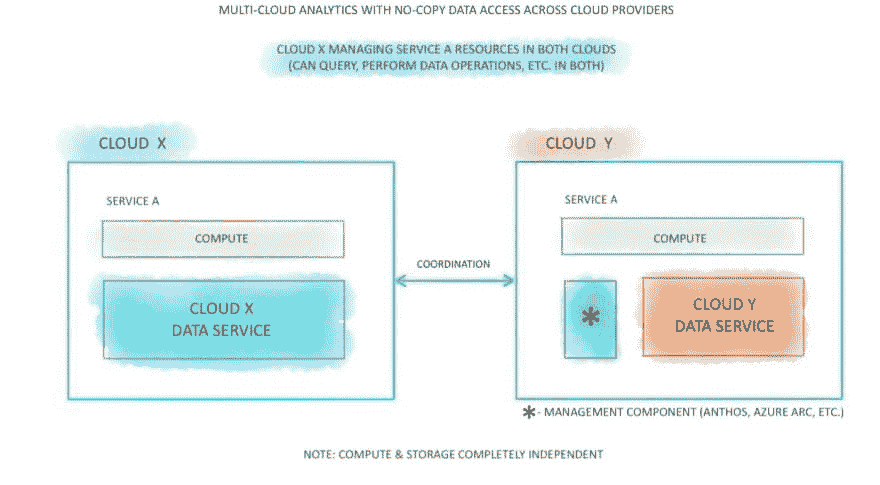 MULTI-CLOUD ANALYTICS WITH NO-COPY DATA ACCESS ACROSS CLOUD PROVIDERS
CLOUD X MANAGING SERVICE A RESOURCES IN BOTH CLOUDS
(CAN QUERY, PERFORM DATA OPERATIONS, ETC. IN BOTH)
CLOUD X
SERVICE A
COMPUTE
CLOUD X
DATA SERVICE
COORDINATION
CLOUD Y
SERVICE A
COMPUTE
*
CLOUD Y
DATA SERVICE
* - MANAGEMENT COMPONENT (ANTHOS, AZURE ARC, ETC.)
NOTE: COMPUTE & STORAGE COMPLETELY INDEPENDENT